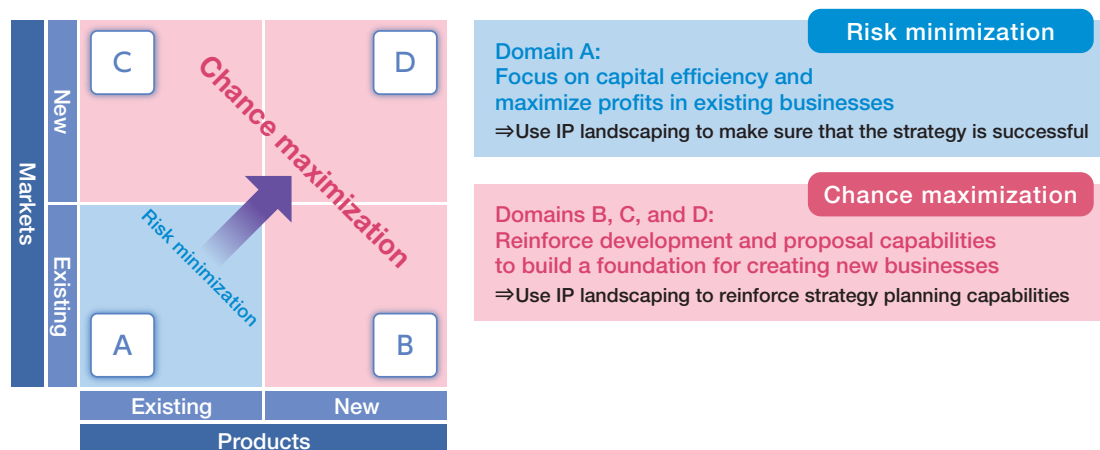 C
D
New
Chance maximization
Markets
Risk minimization
Existing
A
B
Existing
New
Products
Risk minimization
Domain A:
Focus on capital efficiency and
maximize profits in existing businesses
⇒Use IP landscaping to make sure that the strategy is successful
Chance maximization
Domains B, C, and D:
Reinforce development and proposal capabilities
to build a foundation for creating new businesses
⇒Use IP landscaping to reinforce strategy planning capabilities